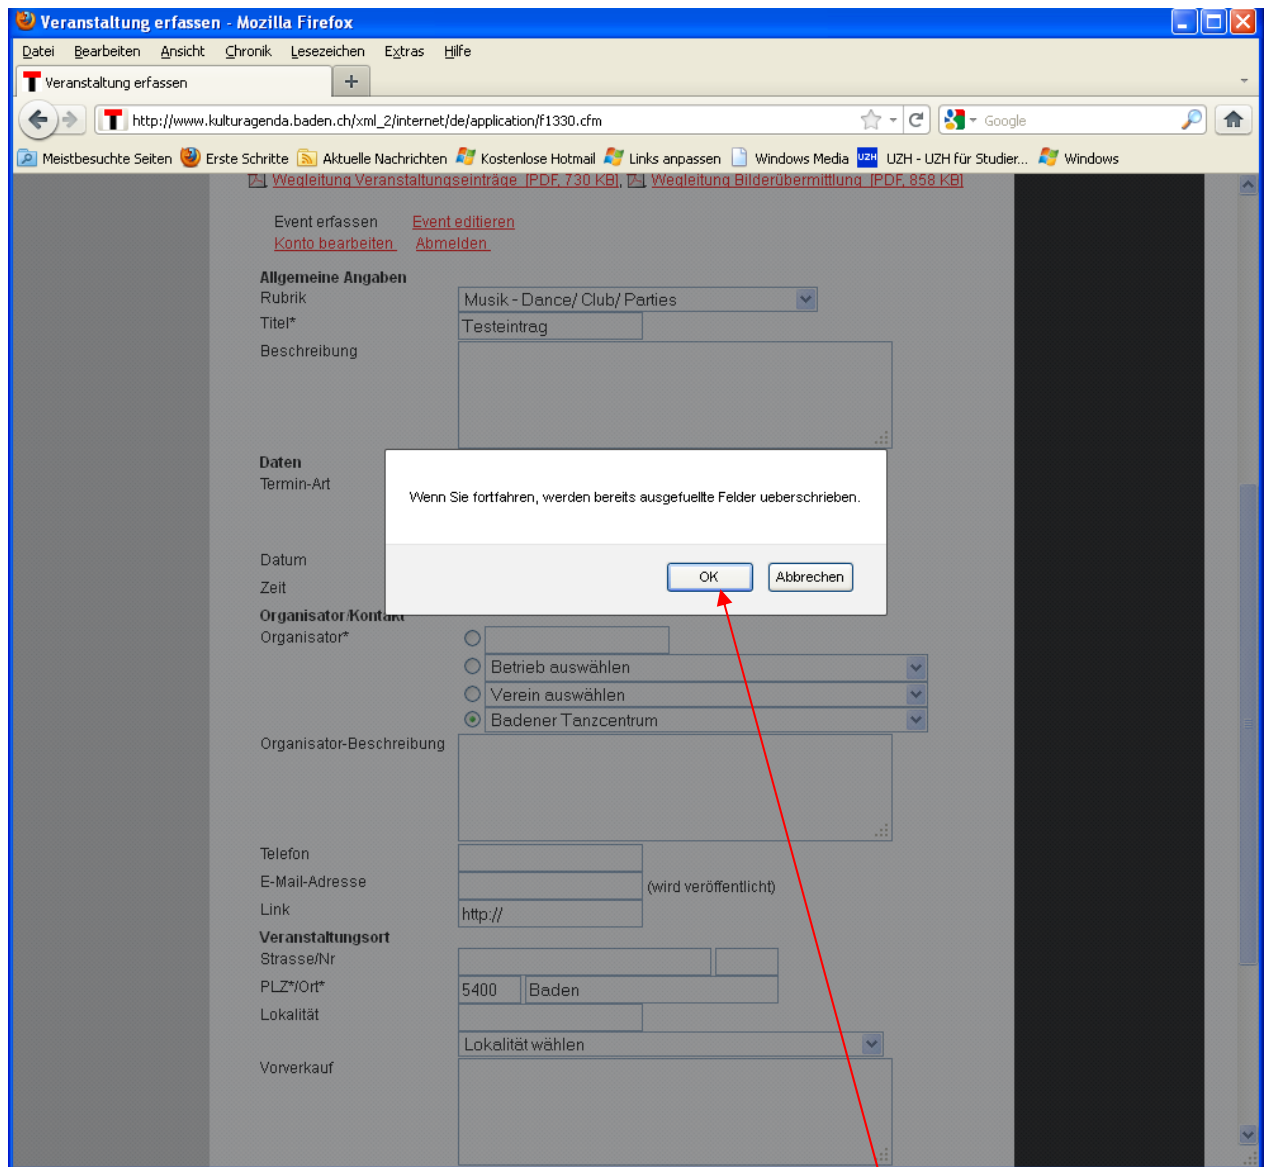 Veranstaltung erfassen - Mozilla Firefox
Datei Bearbeiten Ansicht Chronik Lesezeichen Extras Hilfe
Veranstaltung erfassen
http://www.kulturagenda.baden.ch/xml_2/internet/de/application/f1330.cfm
Google
Meistbesuchte Seiten Erste Schritte Aktuelle Nachrichten Kostenlose Hotmail Links anpassen Windows Media UZH UZH - UZH für Studier... Windows
Wegleitung Veranstaltungseinträge [PDF, 730 KB], Wegleitung Bilderübermittlung [PDF, 858 KB]
Event erfassen Event editieren
Konto bearbeiten Abmelden
Allgemeine Angaben
Rubrik Musik - Dance/ Club/ Parties
Titel* Testeintrag
Beschreibung
Daten
Termin-Art
Wenn Sie fortfahren, werden bereits ausgefuellte Felder ueberschrieben.
OK Abbrechen
Datum
Zeit
Organisator/Kontakt
Organisator*
Betrieb auswählen
Verein auswählen
Badener Tanzcentrum
Organisator-Beschreibung
Telefon
E-Mail-Adresse (wird veröffentlicht)
Link http://
Veranstaltungsort
Strasse/Nr
PLZ*/Ort* 5400 Baden
Lokalität
Lokalität wählen
Vorverkauf